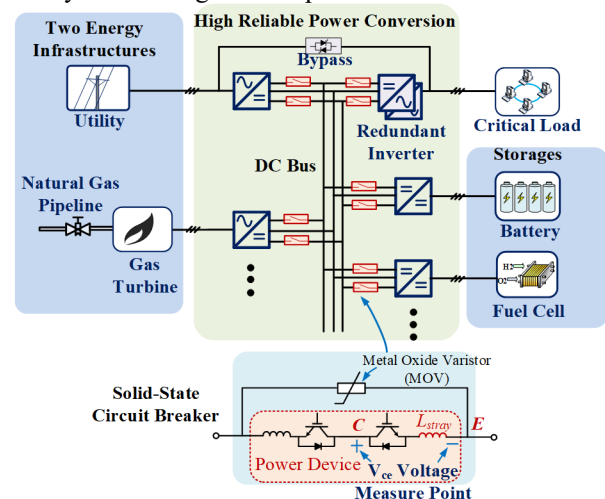 Two Energy
Infrastructures
Utility
Natural Gas
Pipeline
Gas
Turbine
High Reliable Power Conversion
Bypass
Redundant
Inverter
DC Bus
Critical Load
Storages
Battery
H2
O2
Fuel Cell
Metal Oxide Varistor
(MOV)
Solid-State
Circuit Breaker
C
Lstray
E
+
−
Power Device
Vce Voltage
Measure Point